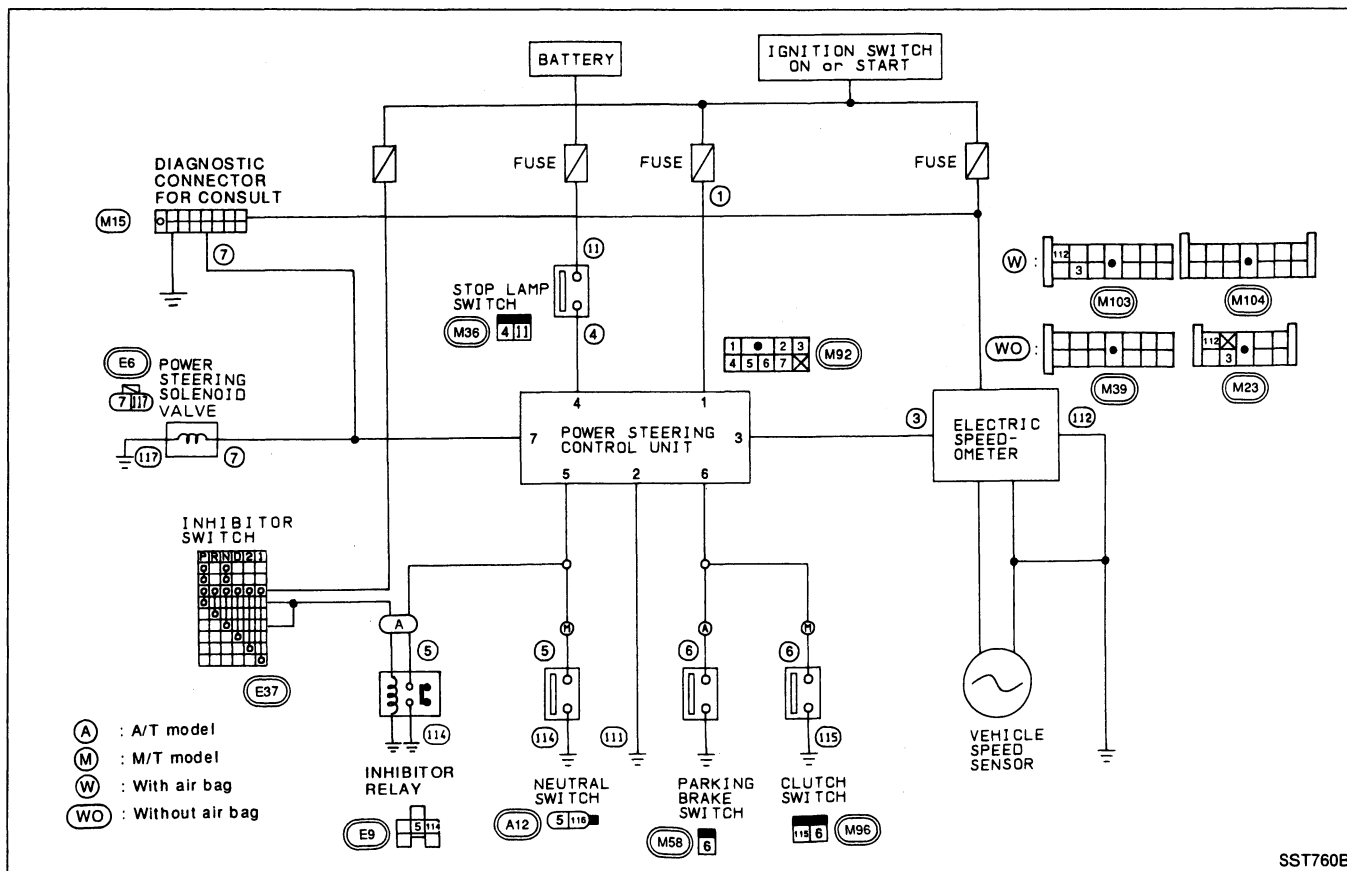 BATTERY
IGNITION SWITCH
ON or START
FUSE
FUSE
FUSE
1
DIAGNOSTIC
CONNECTOR
FOR CONSULT
M15
7
11
STOP LAMP
SWITCH
M36
4 11
4
W :
112
3
M103
M104
WO :
112
3
M39
M23
1 2 3
4 5 6 7
M92
E6
POWER
STEERING
SOLENOID
VALVE
7 117
117
7
4 1
7 POWER STEERING
CONTROL UNIT 3
5 2 6
3
ELECTRIC
SPEED-
OMETER
112
INHIBITOR
SWITCH
P R N D 2 1
E37
A
5
114
INHIBITOR
RELAY
E9
5 114
M
5
114
NEUTRAL
SWITCH
A12
5 116
111
A
6
PARKING
BRAKE
SWITCH
M58
6
M
6
115
CLUTCH
SWITCH
115 6
M96
VEHICLE
SPEED
SENSOR
A : A/T model
M : M/T model
W : With air bag
WO : Without air bag
SST760B